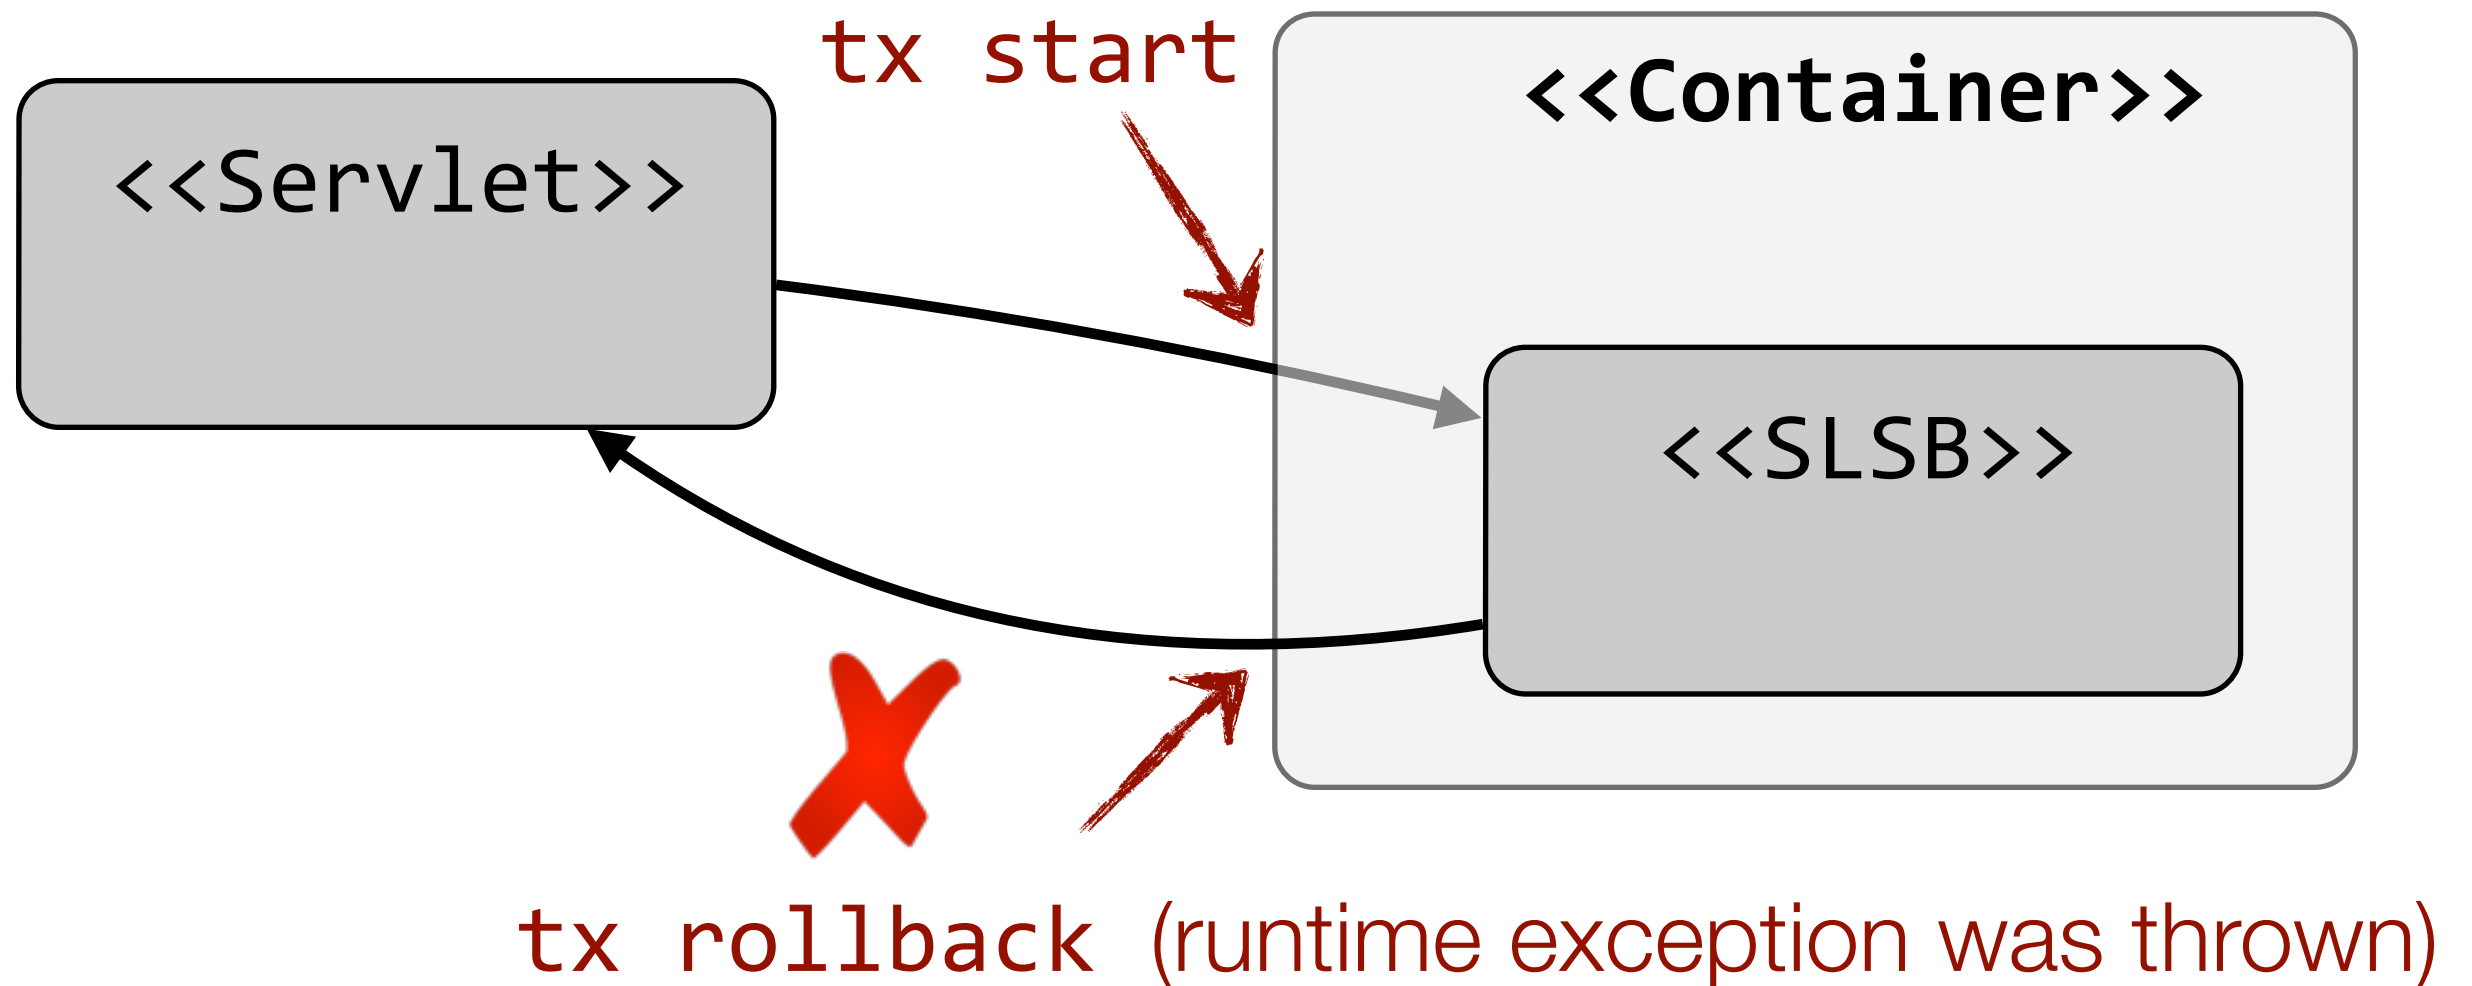 tx start
<<Container>>
<<Servlet>>
<<SLSB>>
tx rollback (runtime exception was thrown)